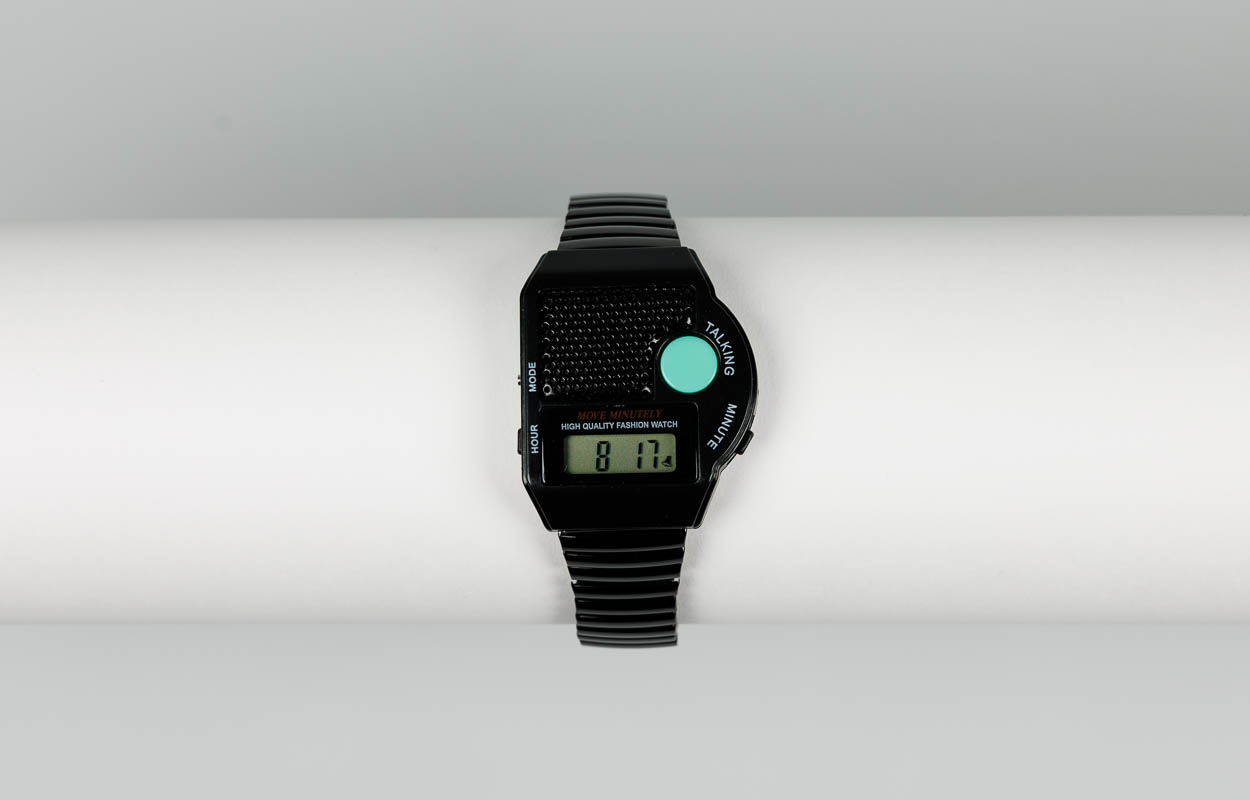 TALKING
MODE
MINUTE
HOUR
MOVE MINUTELY
HIGH QUALITY FASHION WATCH
8 17